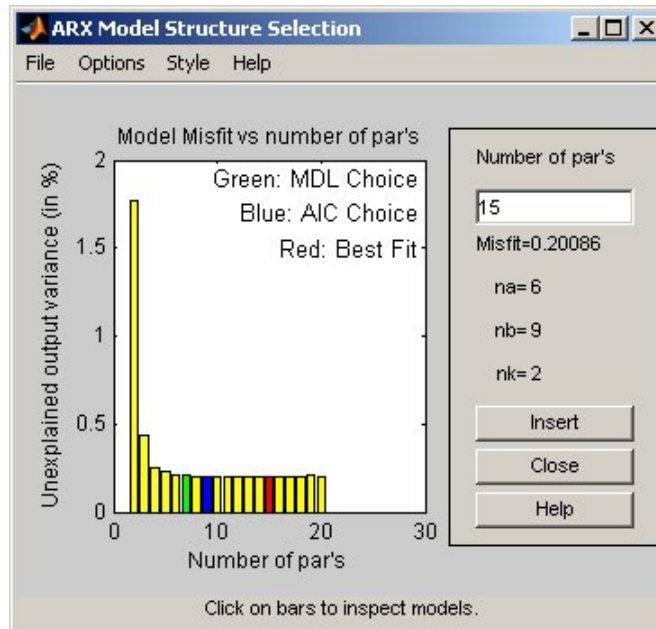 ARX Model Structure Selection
File Options Style Help
Model Misfit vs number of par's
Unexplained output variance (in %)
2
1.5
1
0.5
0
Green: MDL Choice
Blue: AIC Choice
Red: Best Fit
0 10 20 30
Number of par's
Number of par's
15
Misfit=0.20086
na= 6
nb= 9
nk= 2
Insert
Close
Help
Click on bars to inspect models.